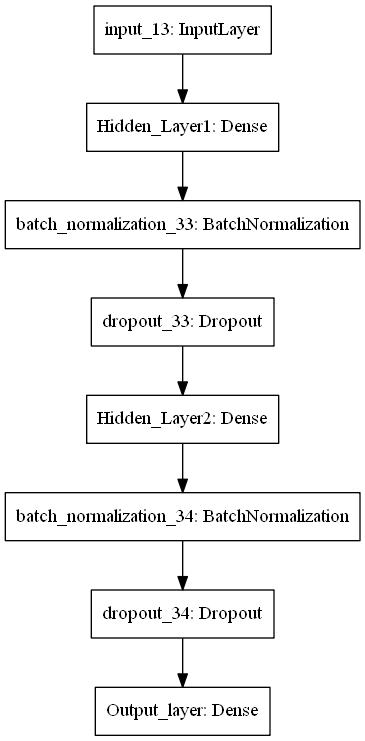 input_13: InputLayer
Hidden_Layer1: Dense
batch_normalization_33: BatchNormalization
dropout_33: Dropout
Hidden_Layer2: Dense
batch_normalization_34: BatchNormalization
dropout_34: Dropout
Output_layer: Dense